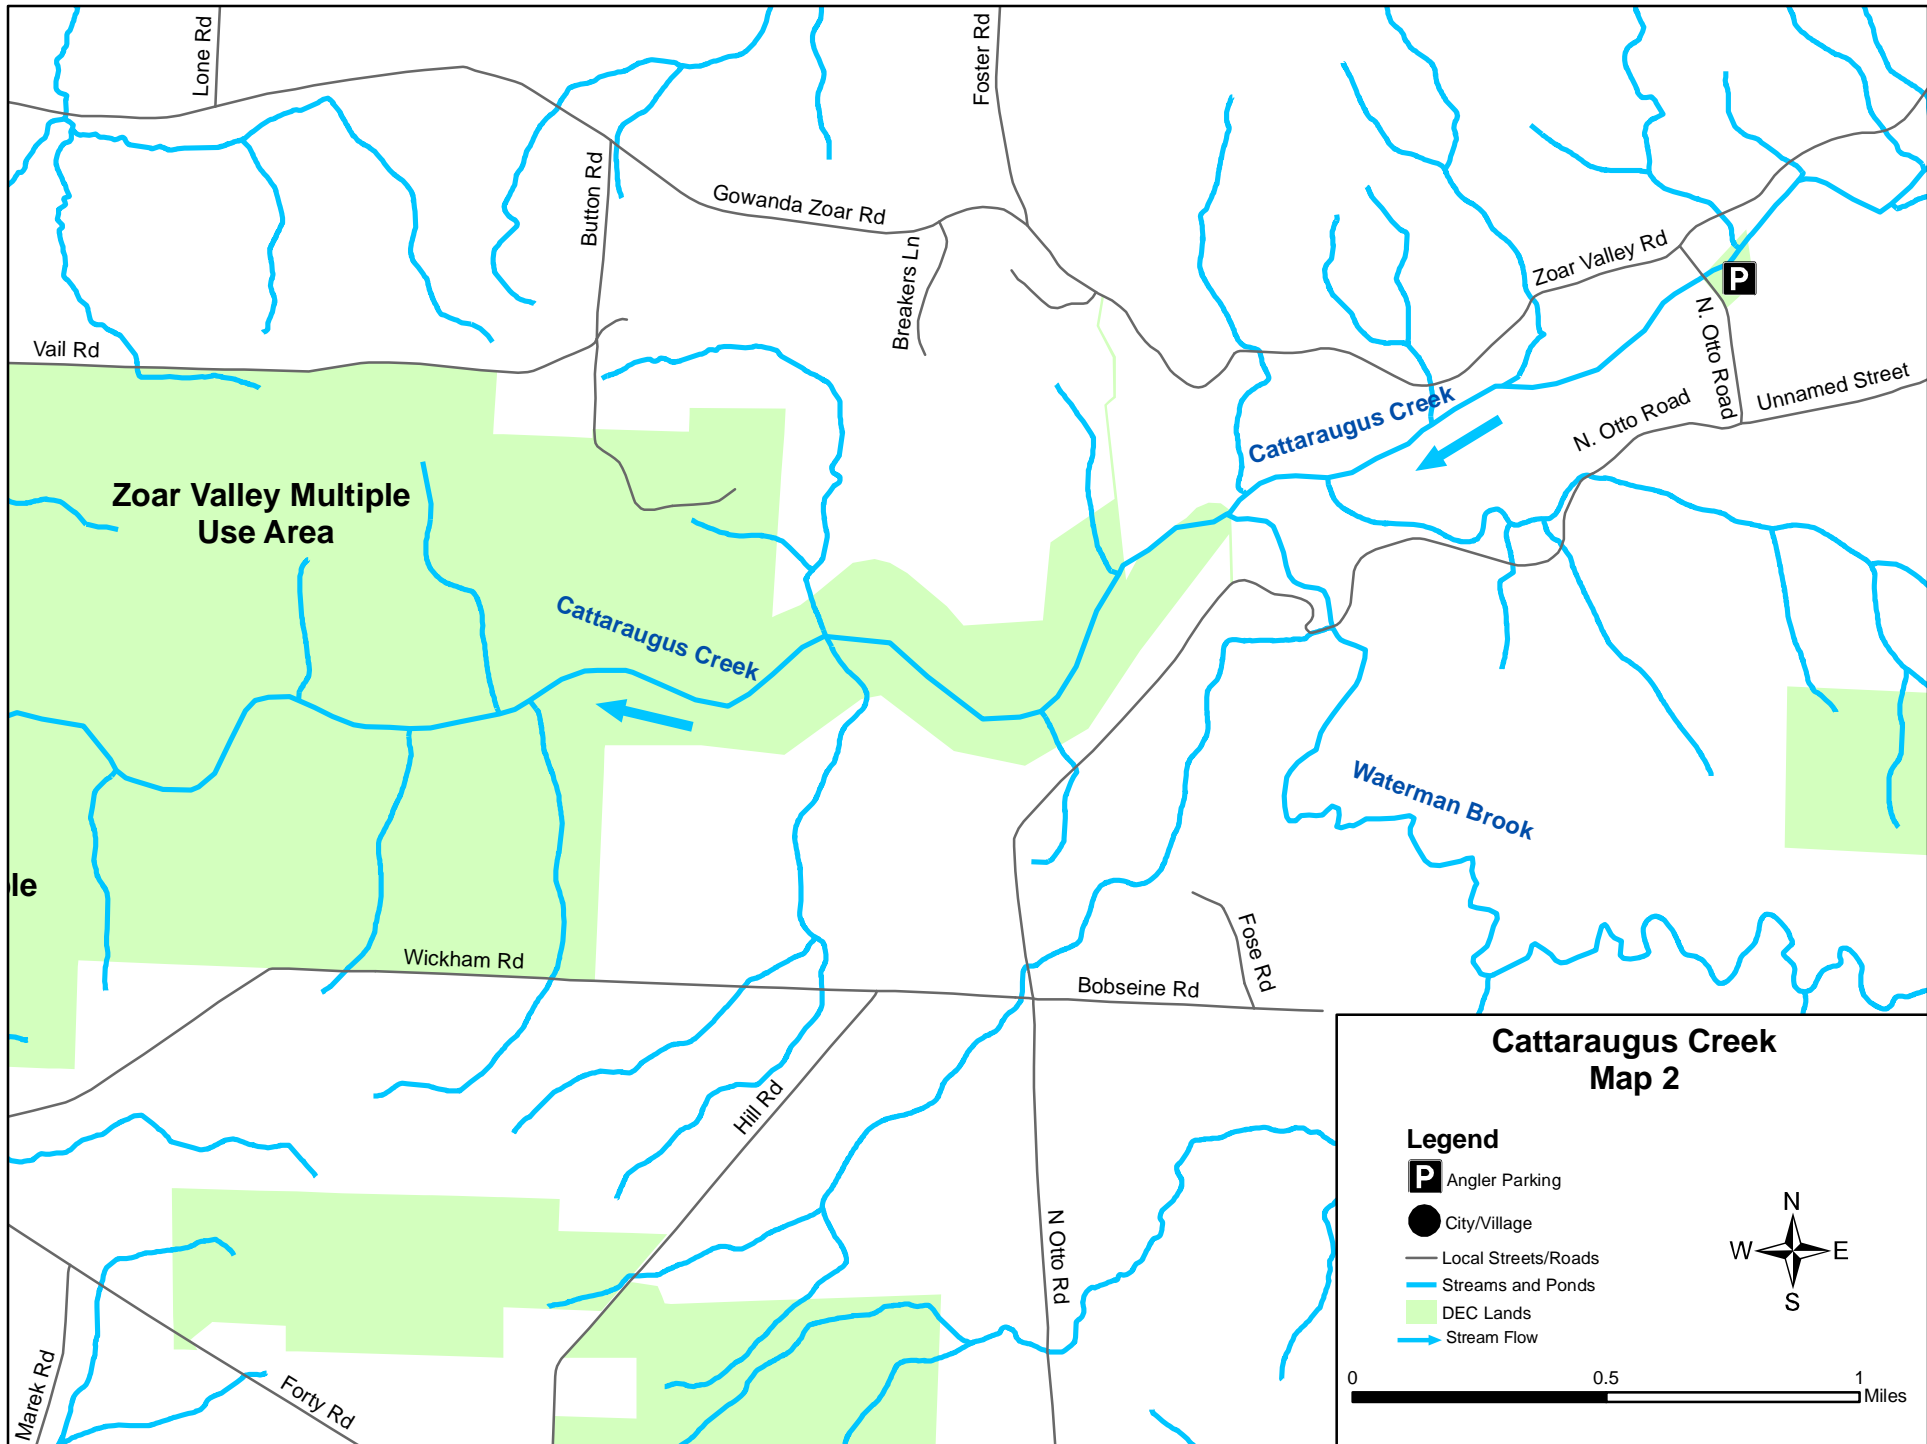 Lone Rd
Foster Rd
Button Rd
Gowanda Zoar Rd
Breakers Ln
Zoar Valley Rd
P
N. Otto Road
Vail Rd
Unnamed Street
N. Otto Road
Cattaraugus Creek
Zoar Valley Multiple
Use Area
Cattaraugus Creek
Waterman Brook
le
Fose Rd
Wickham Rd
Bobseine Rd
Hill Rd
N Otto Rd
Marek Rd
Forty Rd
Cattaraugus Creek
Map 2
Legend
P Angler Parking
City/Village
Local Streets/Roads
Streams and Ponds
DEC Lands
Stream Flow
N
W E
S
0 0.5 1
Miles